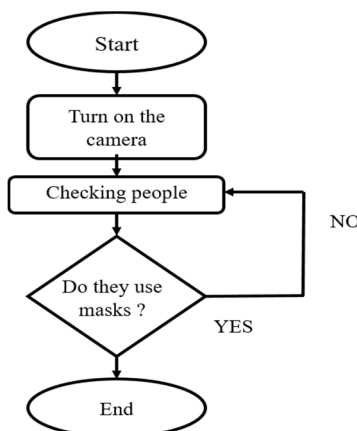 Start
Turn on the
camera
Checking people
NO
Do they use
masks ?
YES
End